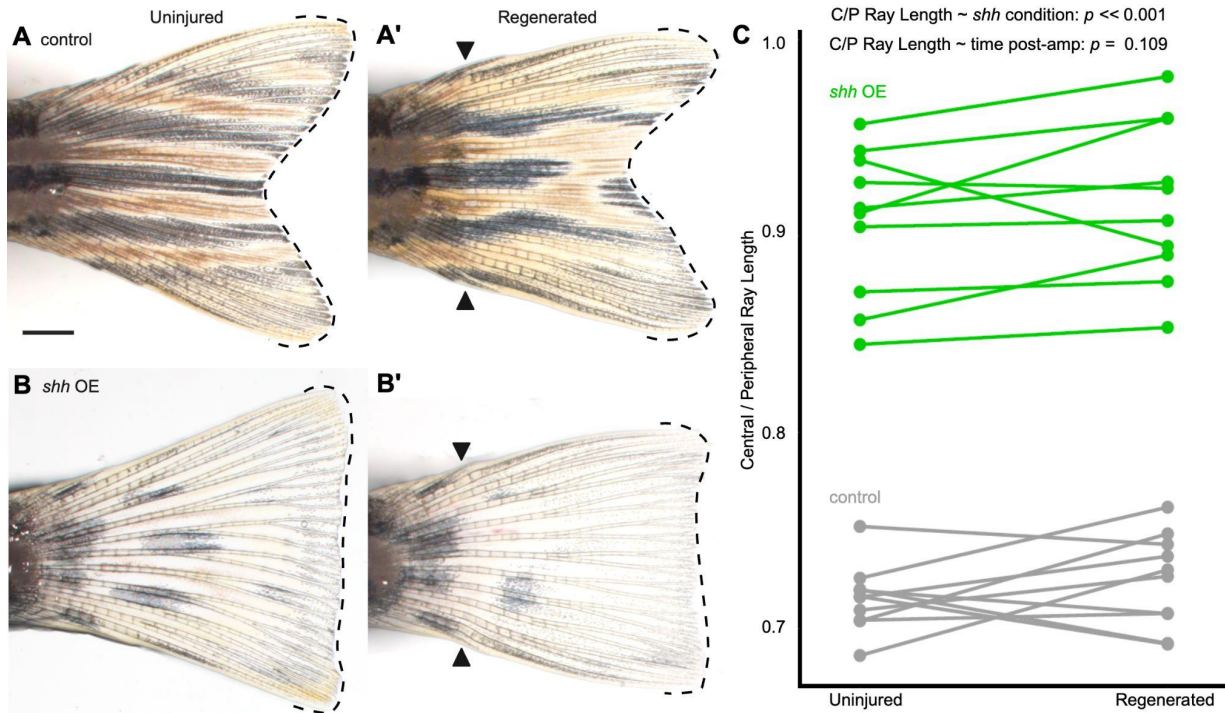 Uninjured
Regenerated
A
control
A'
B
shh OE
B'
C
C/P Ray Length ~ shh condition: p << 0.001
C/P Ray Length ~ time post-amp: p = 0.109
1.0
0.9
0.8
0.7
Central / Peripheral Ray Length
shh OE
control
Uninjured
Regenerated